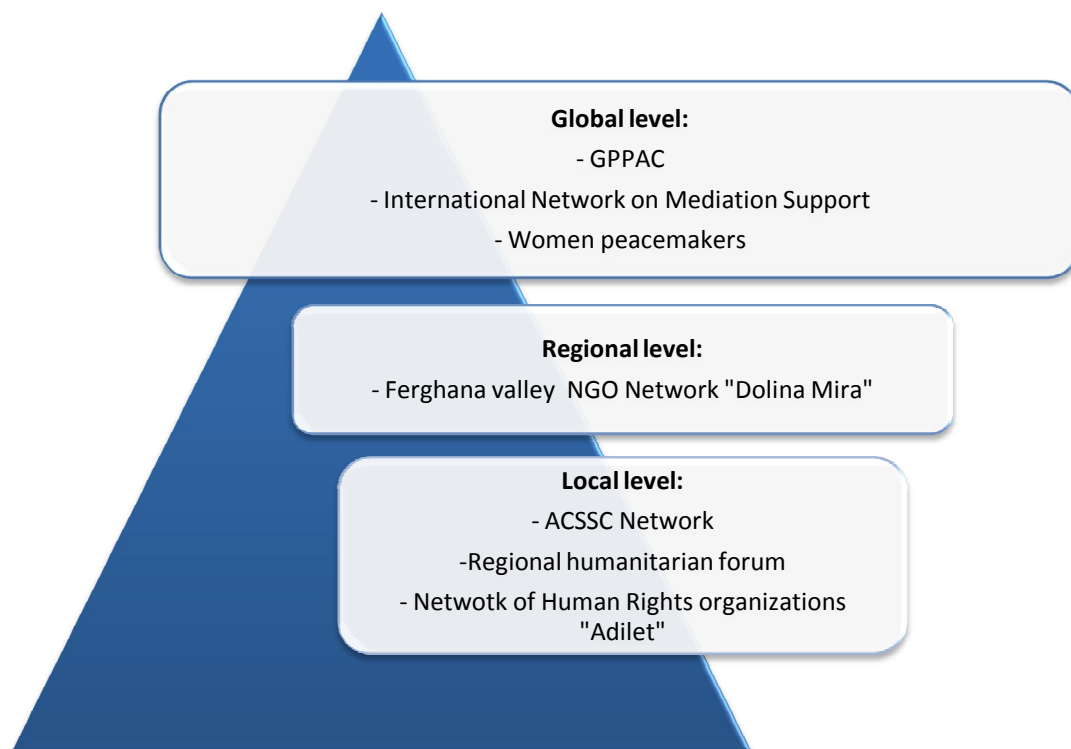 Global level:
- GPPAC
- International Network on Mediation Support
- Women peacemakers
Regional level:
- Ferghana valley  NGO Network "Dolina Mira"
Local level:
- ACSSC Network
-Regional humanitarian forum
- Netwotk of Human Rights organizations
"Adilet"